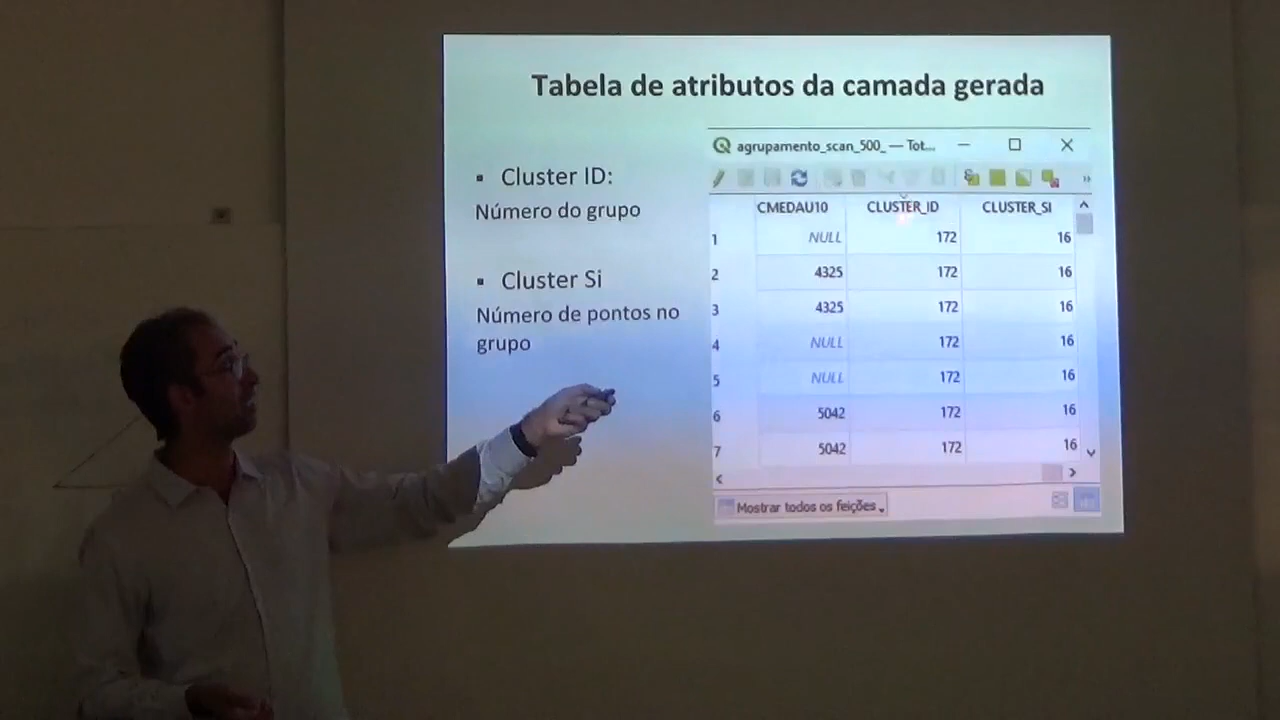 Tabela de atributos da camada gerada
▪ Cluster ID:
Número do grupo
▪ Cluster Si
Número de pontos no
grupo
agrupamento_scan_500_ — Tot...
CMEDAU10 CLUSTER_ID CLUSTER_SI
1 NULL 172 16
2 4325 172 16
3 4325 172 16
4 NULL 172 16
5 NULL 172 16
6 5042 172 16
7 5042 172 16
Mostrar todos os feições